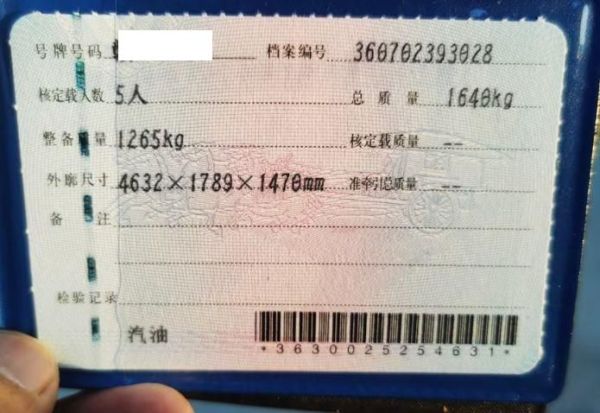 号牌号码 档案编号 360702393028
核定载人数 5人 总质量 1640kg
整备质量 1265kg 核定载质量 --
外廓尺寸 4632×1789×1470mm 准牵引总质量 --
备注
检验记录
汽油
*3630025254631*